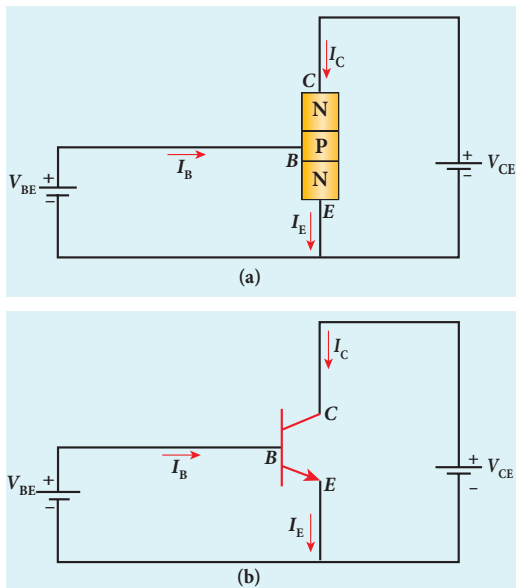 I_C
C
N
P
B
N
I_B
V_BE
+
−
+
−
V_CE
E
I_E
(a)
I_C
C
B
I_B
E
V_BE
+
−
+
−
V_CE
I_E
(b)